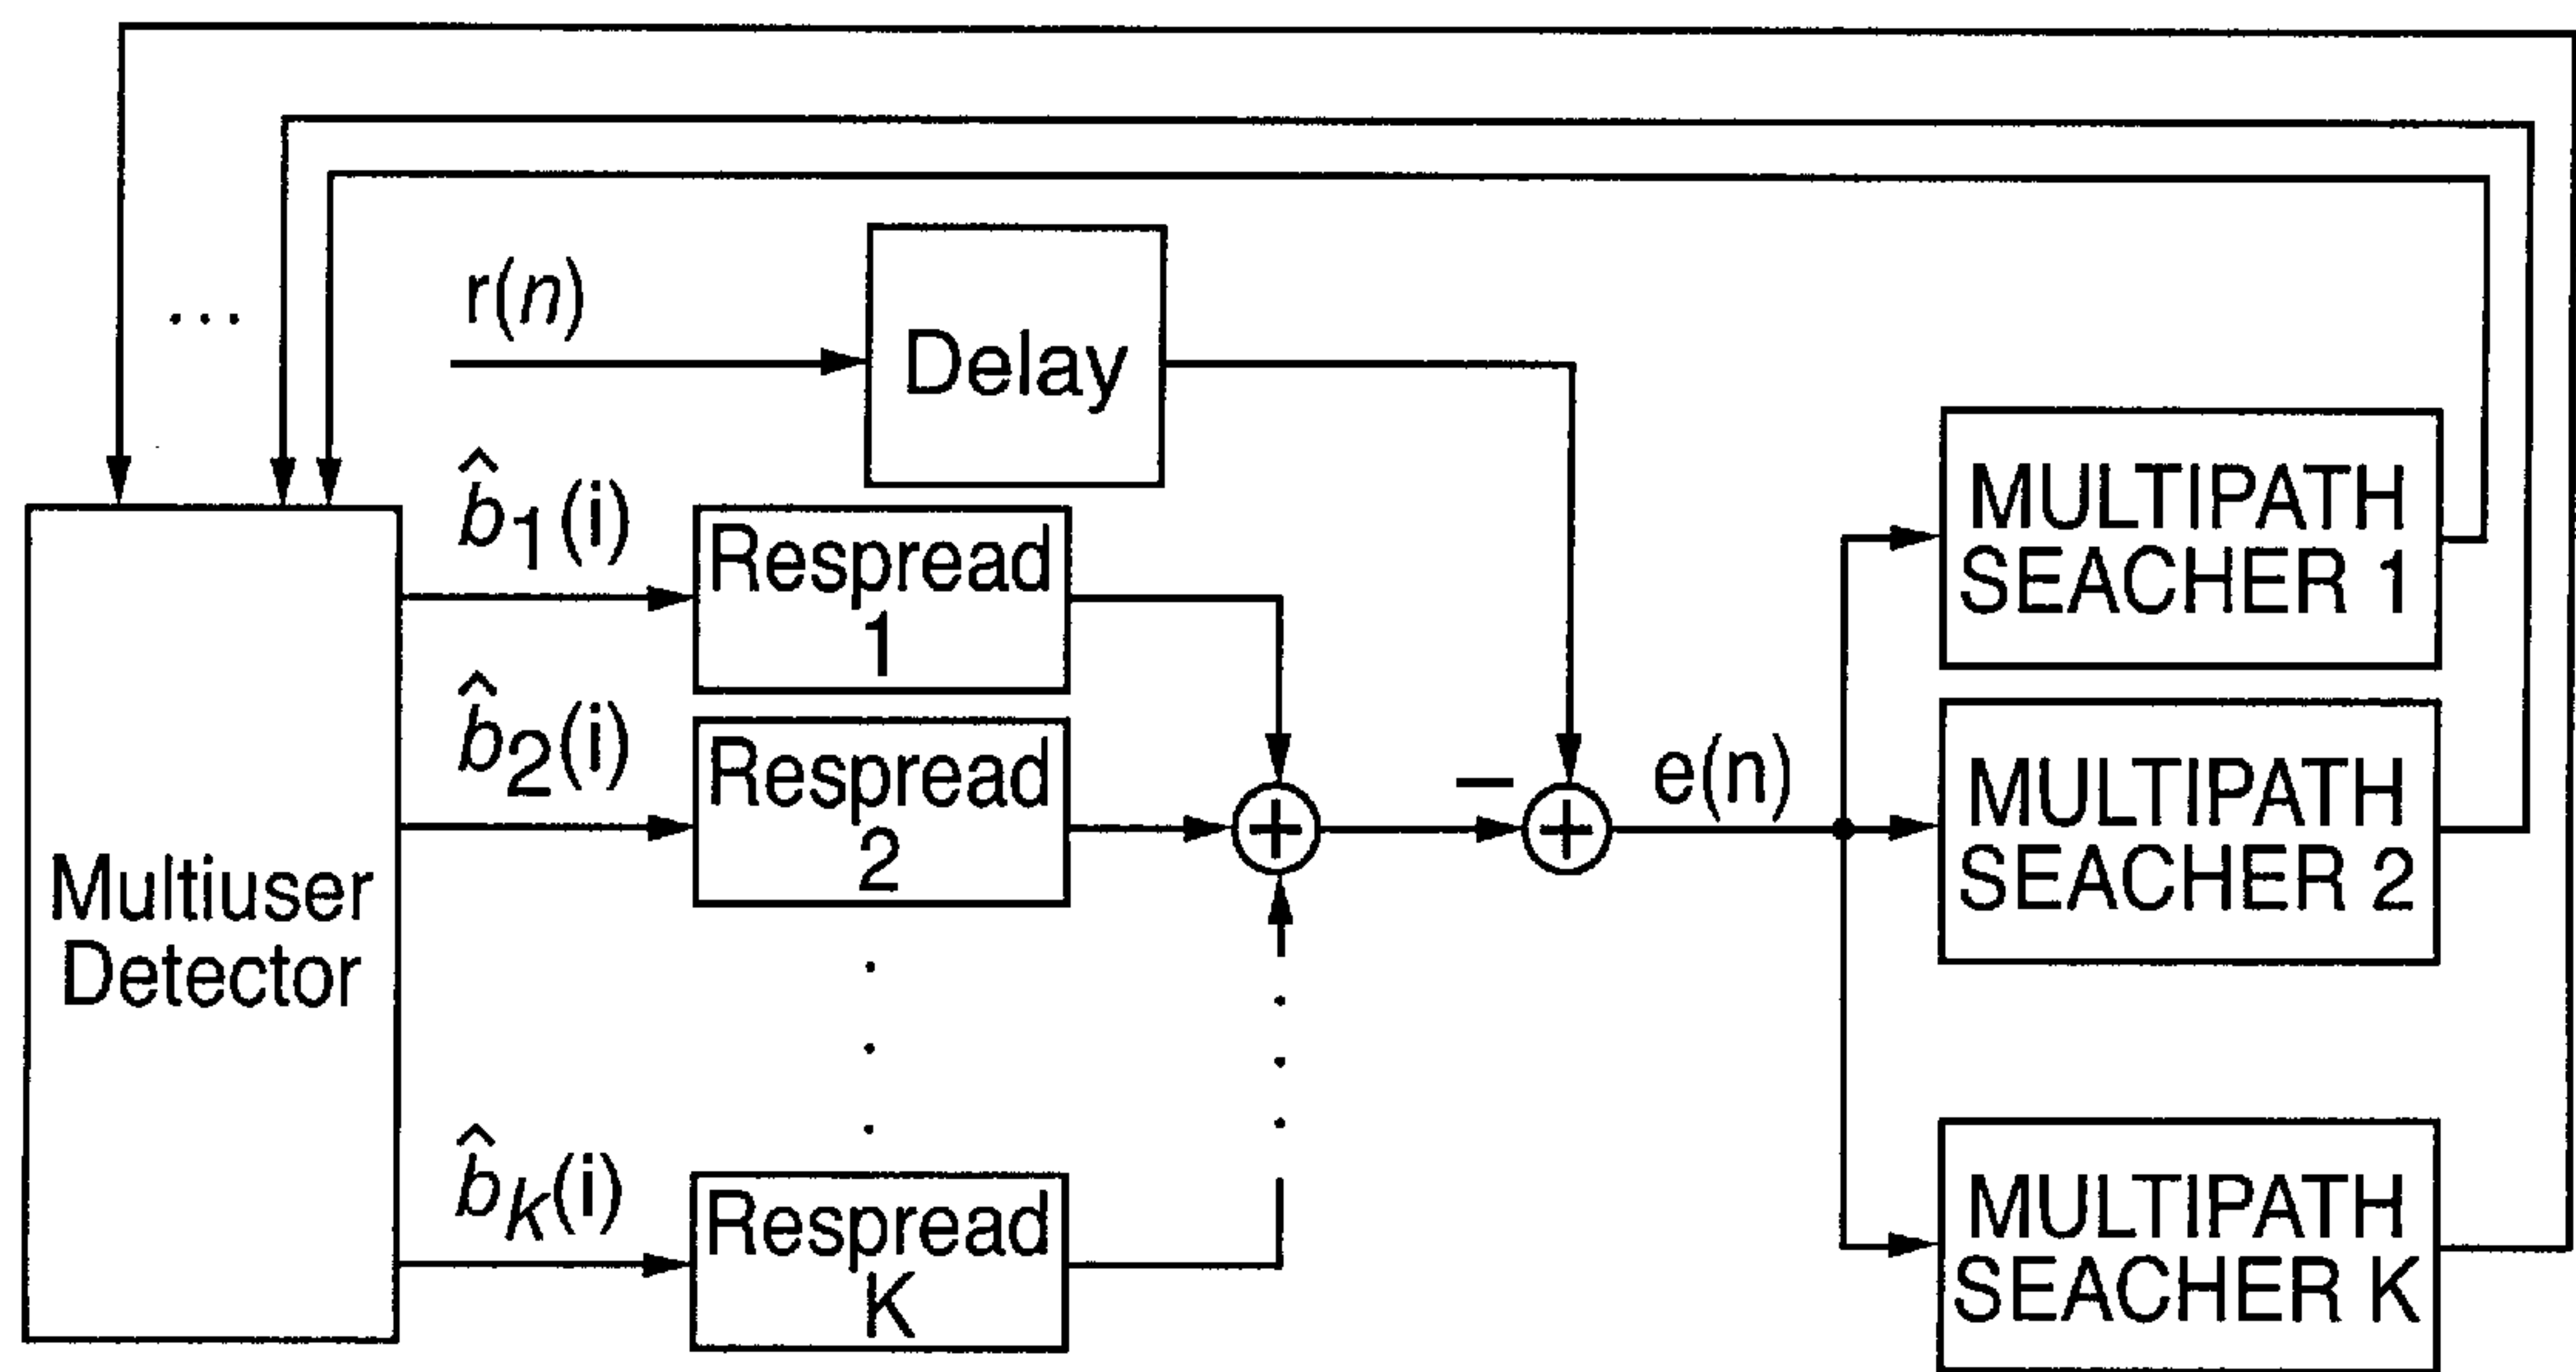 ...
r(n)
Delay
b̂1(i)
Respread
1
b̂2(i)
Respread
2
Multiuser
Detector
b̂k(i)
Respread
K
+
−
+
e(n)
MULTIPATH
SEACHER 1
MULTIPATH
SEACHER 2
MULTIPATH
SEACHER K